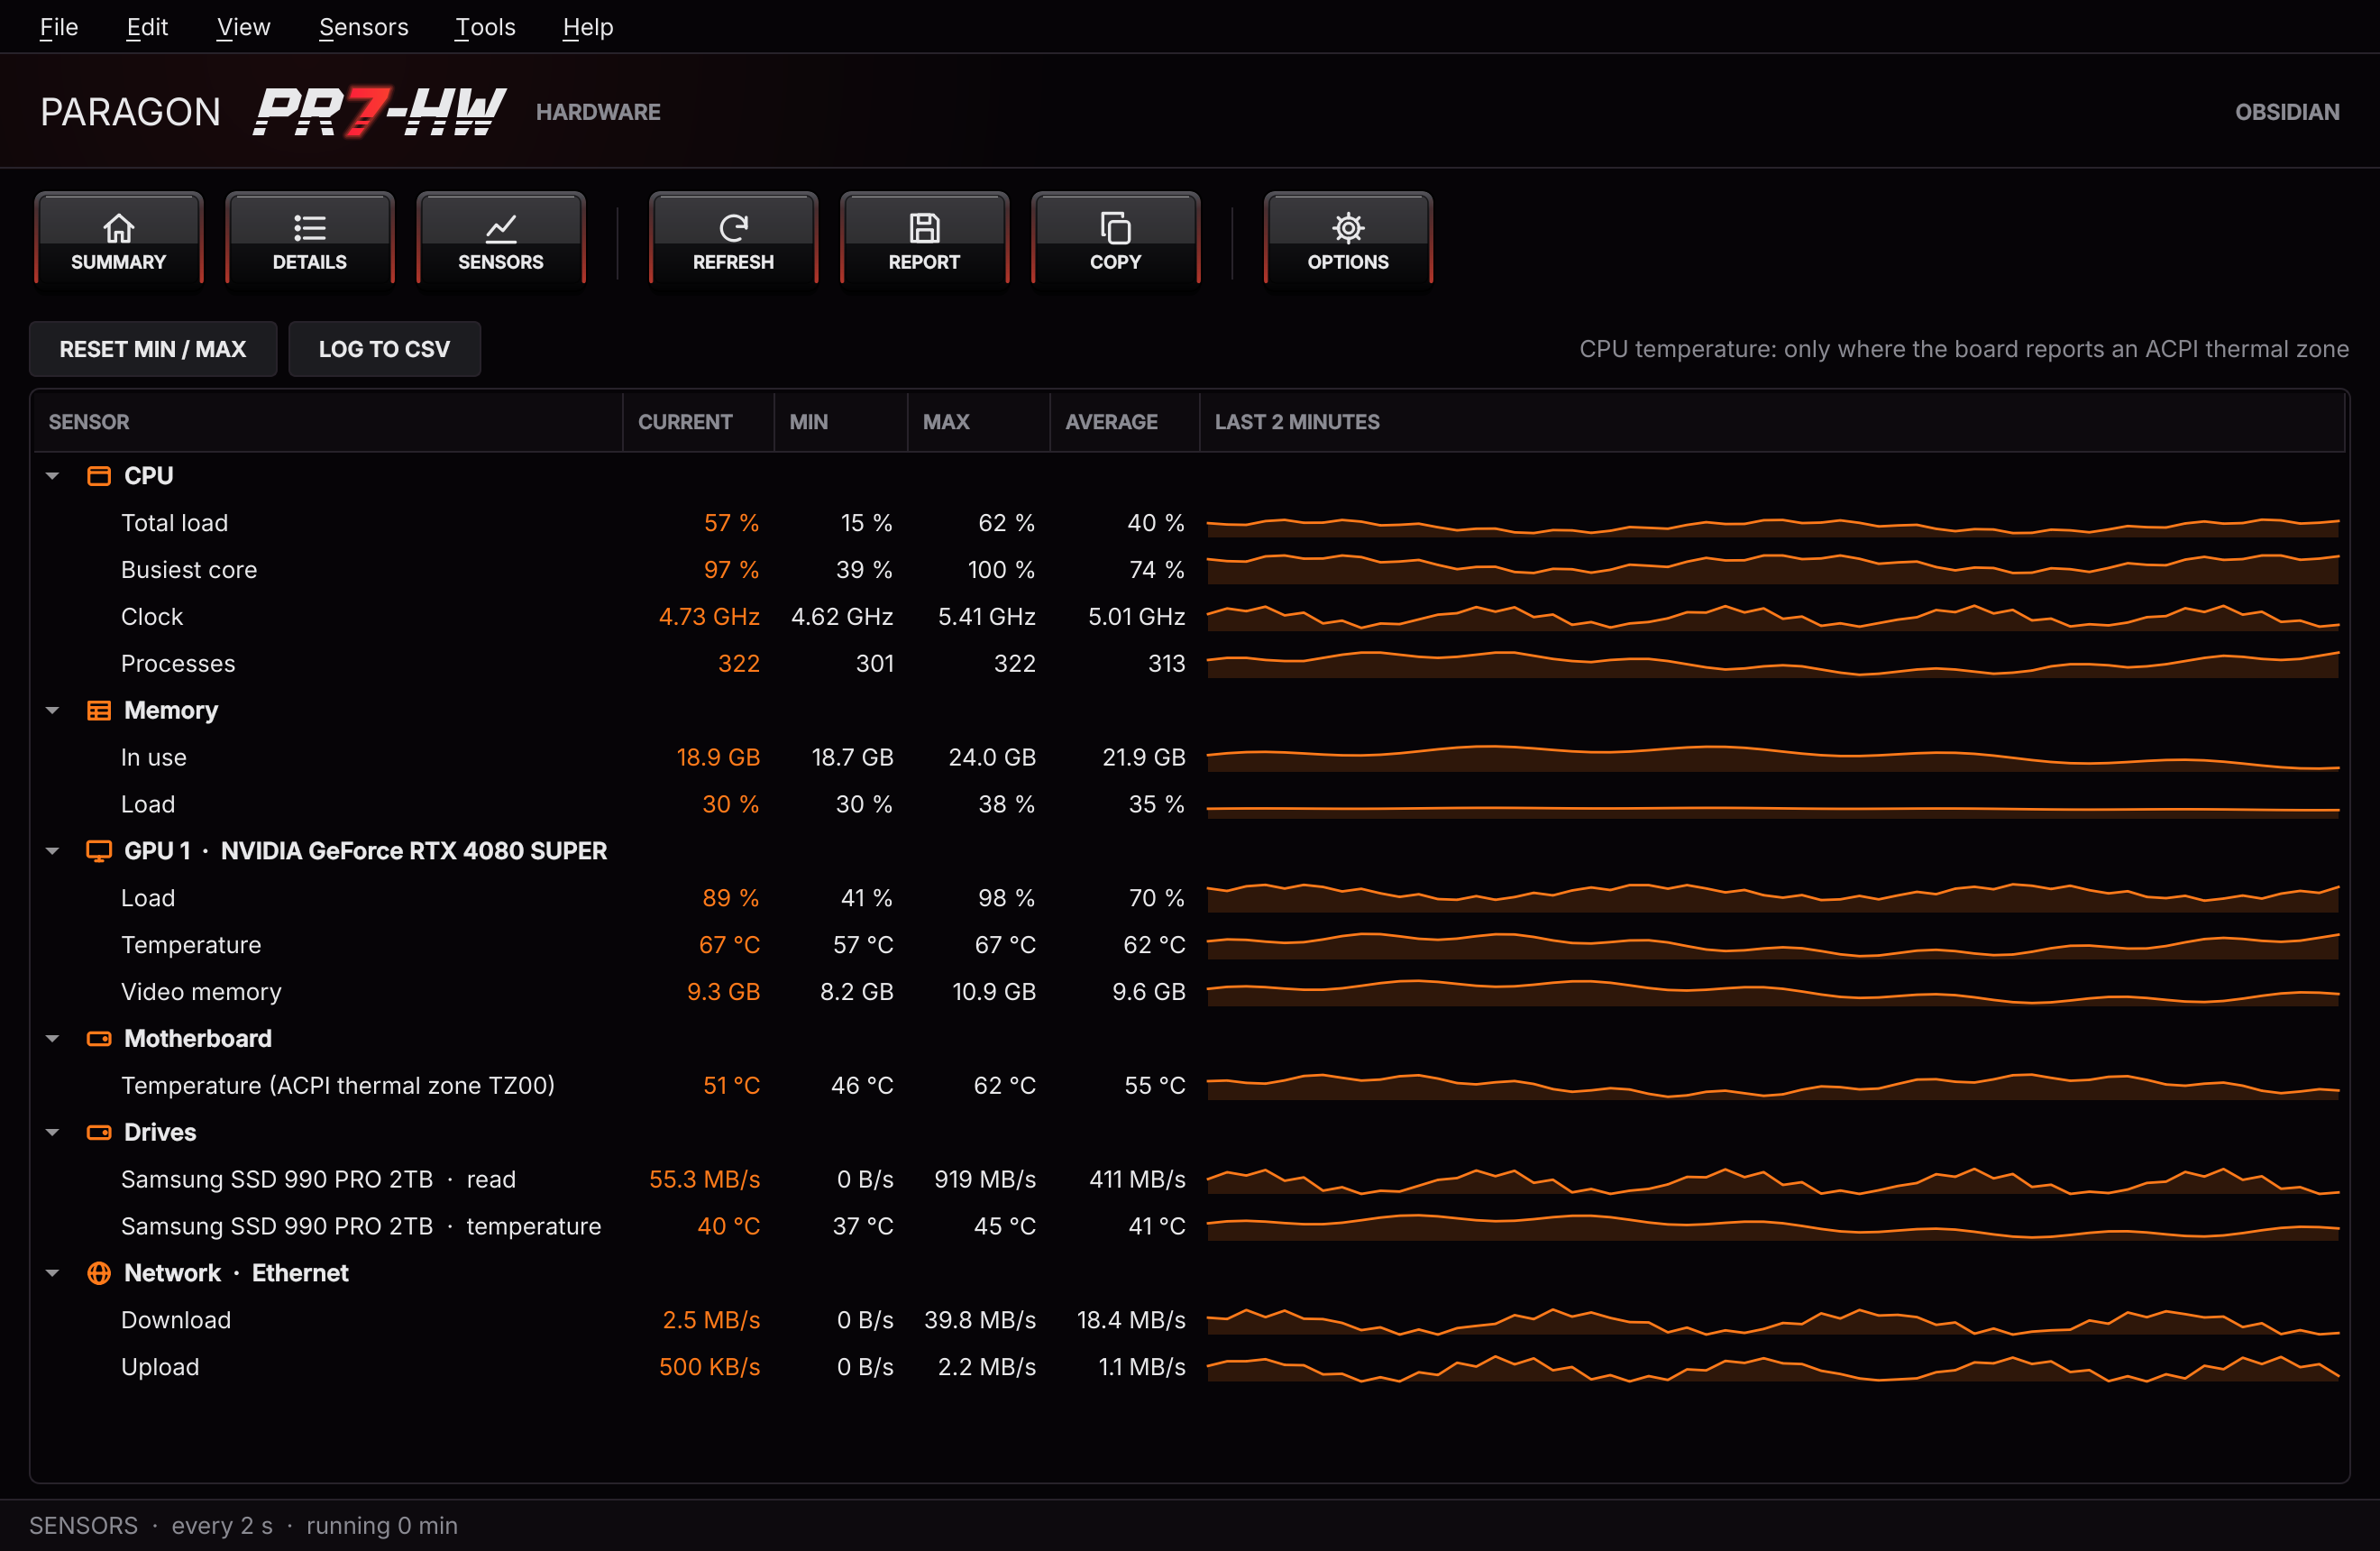 File Edit View Sensors Tools Help
PARAGON PR7-HW HARDWARE OBSIDIAN
SUMMARY DETAILS SENSORS REFRESH REPORT COPY OPTIONS
RESET MIN / MAX LOG TO CSV CPU temperature: only where the board reports an ACPI thermal zone
SENSOR CURRENT MIN MAX AVERAGE LAST 2 MINUTES
CPU
Total load 57 % 15 % 62 % 40 %
Busiest core 97 % 39 % 100 % 74 %
Clock 4.73 GHz 4.62 GHz 5.41 GHz 5.01 GHz
Processes 322 301 322 313
Memory
In use 18.9 GB 18.7 GB 24.0 GB 21.9 GB
Load 30 % 30 % 38 % 35 %
GPU 1 · NVIDIA GeForce RTX 4080 SUPER
Load 89 % 41 % 98 % 70 %
Temperature 67 °C 57 °C 67 °C 62 °C
Video memory 9.3 GB 8.2 GB 10.9 GB 9.6 GB
Motherboard
Temperature (ACPI thermal zone TZ00) 51 °C 46 °C 62 °C 55 °C
Drives
Samsung SSD 990 PRO 2TB · read 55.3 MB/s 0 B/s 919 MB/s 411 MB/s
Samsung SSD 990 PRO 2TB · temperature 40 °C 37 °C 45 °C 41 °C
Network · Ethernet
Download 2.5 MB/s 0 B/s 39.8 MB/s 18.4 MB/s
Upload 500 KB/s 0 B/s 2.2 MB/s 1.1 MB/s
SENSORS · every 2 s · running 0 min